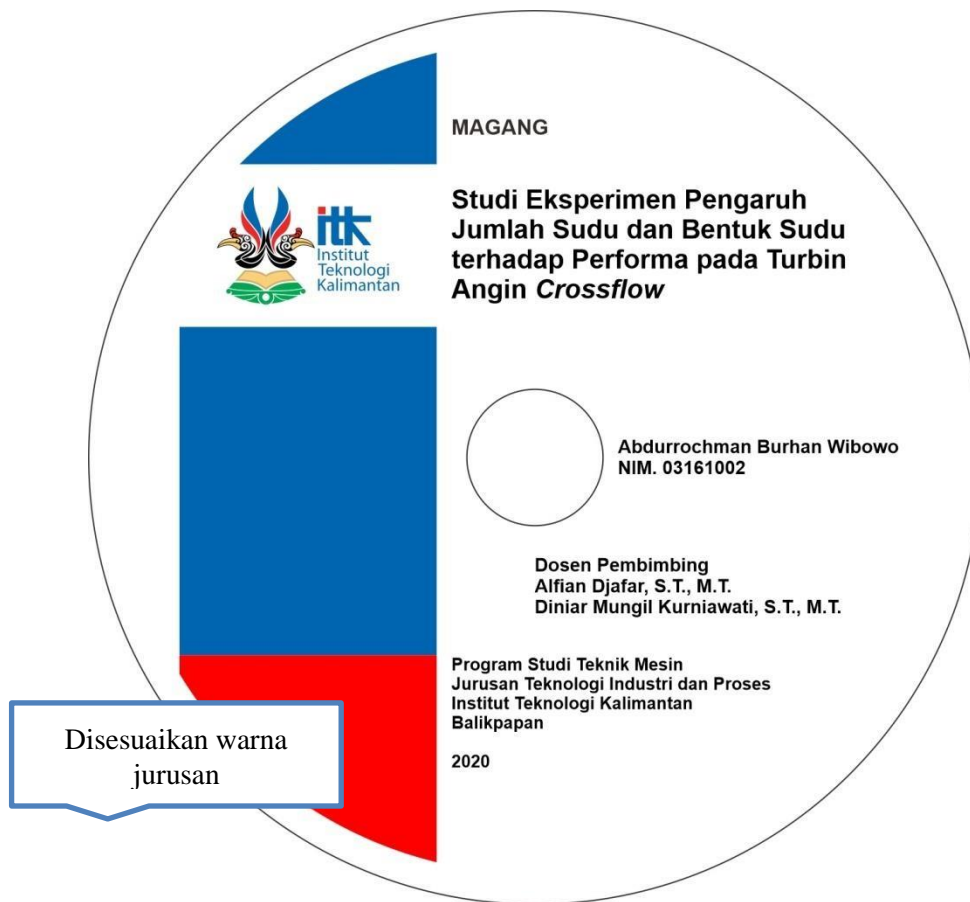 MAGANG
Studi Eksperimen Pengaruh
Jumlah Sudu dan Bentuk Sudu
terhadap Performa pada Turbin
Angin Crossflow
itk
Institut
Teknologi
Kalimantan
Abdurrochman Burhan Wibowo
NIM. 03161002
Dosen Pembimbing
Alfian Djafar, S.T., M.T.
Diniar Mungil Kurniawati, S.T., M.T.
Program Studi Teknik Mesin
Jurusan Teknologi Industri dan Proses
Institut Teknologi Kalimantan
Balikpapan
2020
Disesuaikan warna
jurusan